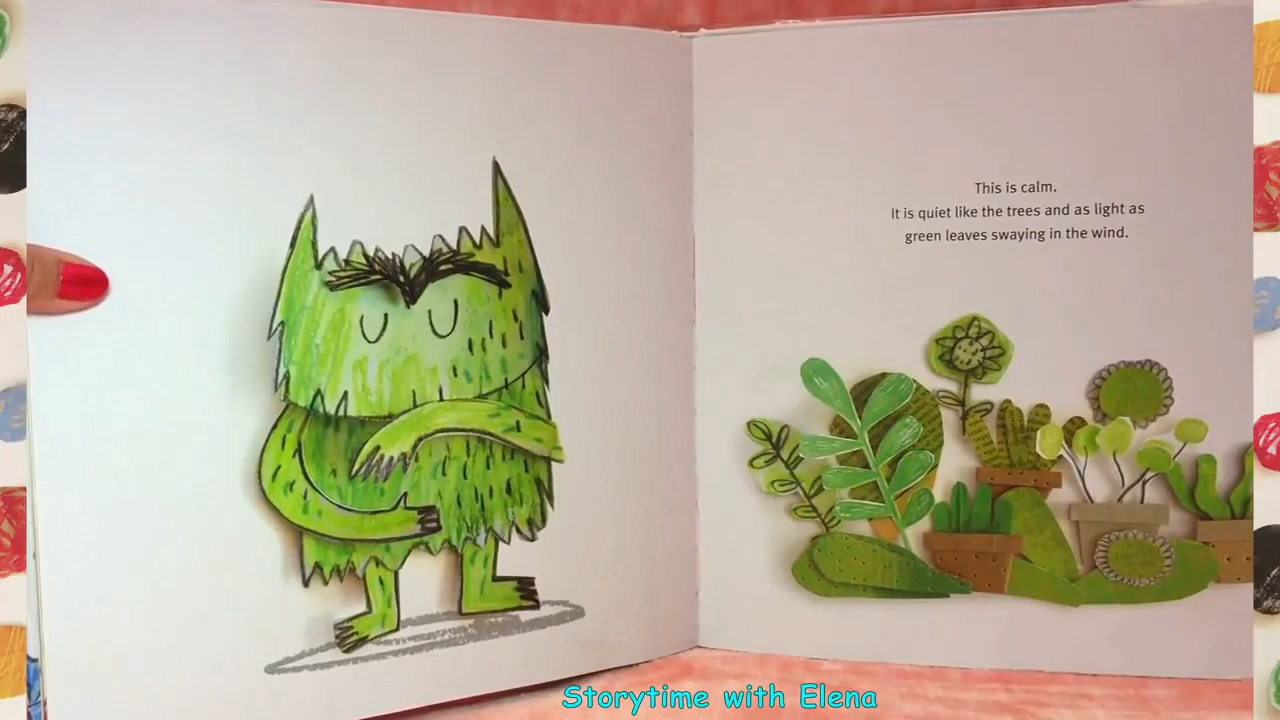 This is calm.
It is quiet like the trees and as light as
green leaves swaying in the wind.
Storytime with Elena